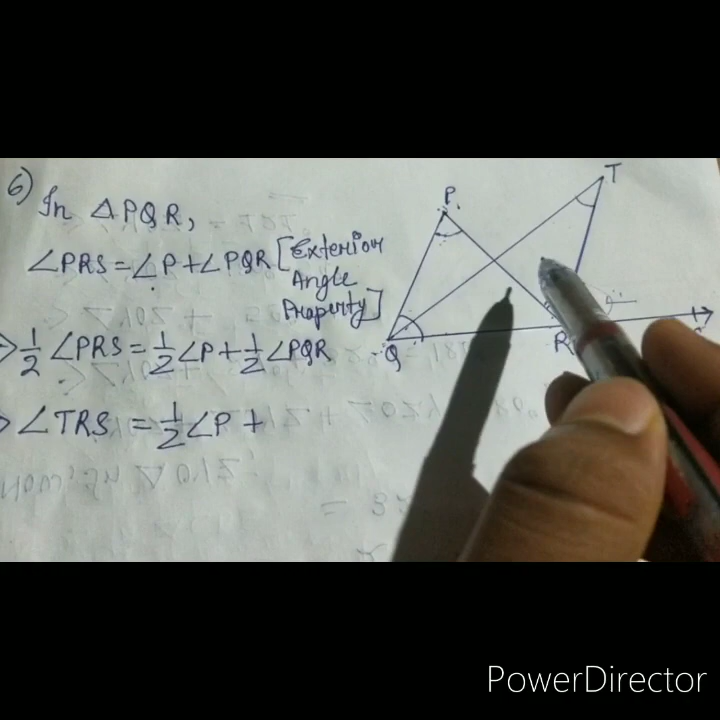 6) In △PQR,
∠PRS = ∠P + ∠PQR [Exterior
Angle
Property]
⇒ 1/2 ∠PRS = 1/2 ∠P + 1/2 ∠PQR
⇒ ∠TRS = 1/2 ∠P +
T
P
Q
R
PowerDirector